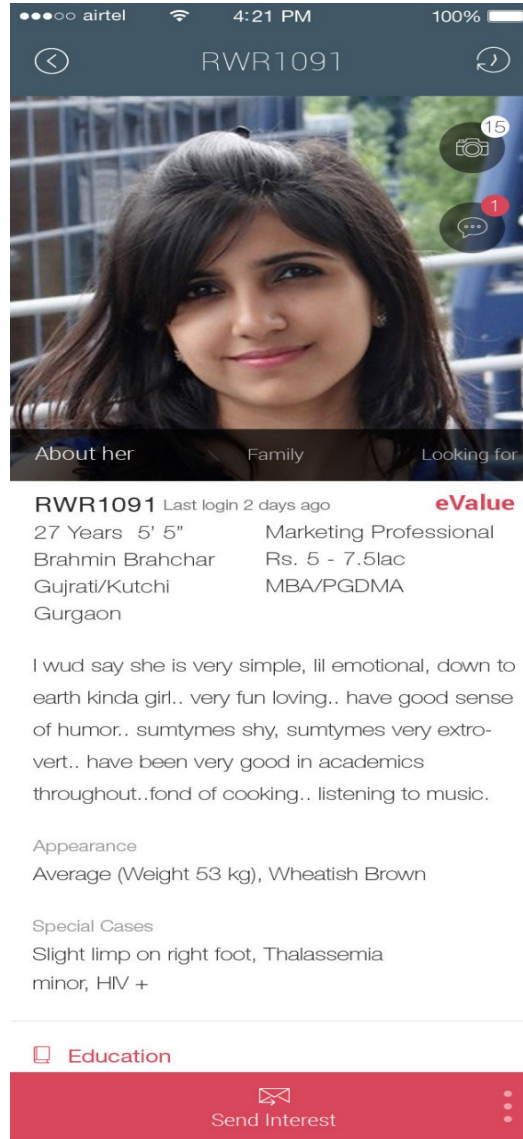 airtel 4:21 PM 100%
RWR1091
15
1
About her Family Looking for
RWR1091 Last login 2 days ago eValue
27 Years 5' 5" Marketing Professional
Brahmin Brahchar Rs. 5 - 7.5lac
Gujrati/Kutchi MBA/PGDMA
Gurgaon
I wud say she is very simple, lil emotional, down to
earth kinda girl.. very fun loving.. have good sense
of humor.. sumtymes shy, sumtymes very extro-
vert.. have been very good in academics
throughout..fond of cooking.. listening to music.
Appearance
Average (Weight 53 kg), Wheatish Brown
Special Cases
Slight limp on right foot, Thalassemia
minor, HIV +
Education
Send Interest